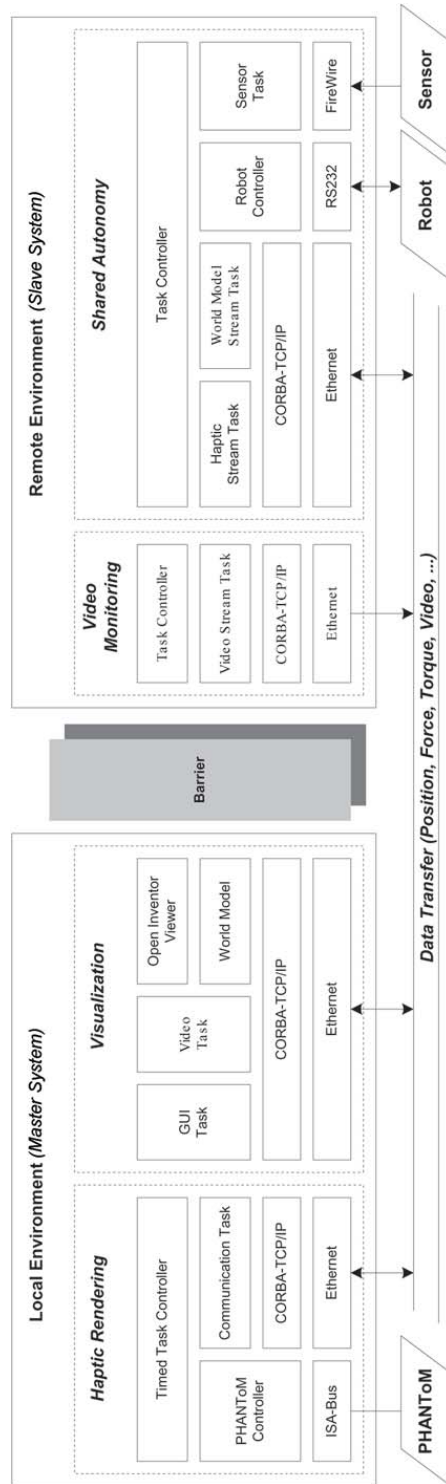 Local Environment (Master System)
Haptic Rendering
Timed Task Controller
PHANToM
Controller
Communication Task
CORBA-TCP/IP
ISA-Bus
Ethernet
Visualization
GUI
Task
Video
Task
Open Inventor
Viewer
World Model
CORBA-TCP/IP
Ethernet
Barrier
Remote Environment (Slave System)
Video
Monitoring
Task Controller
Video Stream Task
CORBA-TCP/IP
Ethernet
Shared Autonomy
Task Controller
Haptic
Stream Task
World Model
Stream Task
Robot
Controller
Sensor
Task
CORBA-TCP/IP
Ethernet
RS232
FireWire
PHANToM
Data Transfer (Position, Force, Torque, Video, ...)
Robot
Sensor